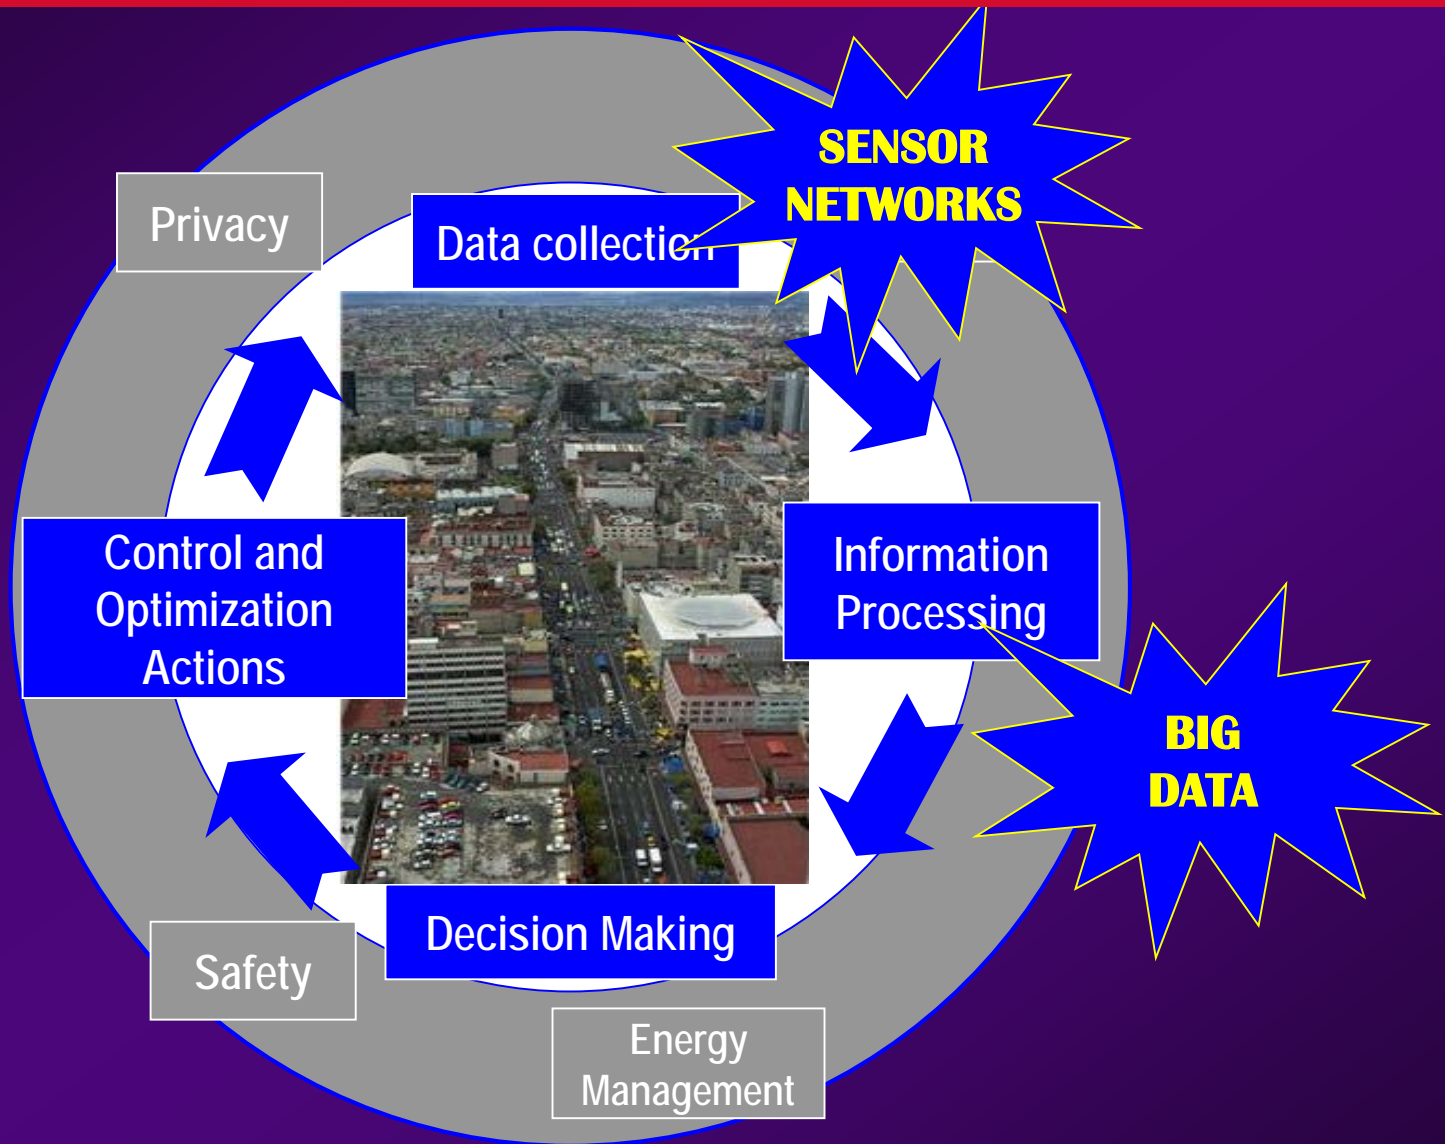 SENSOR
NETWORKS
Privacy
Data collection
Control and
Optimization
Actions
Information
Processing
BIG
DATA
Decision Making
Safety
Energy
Management